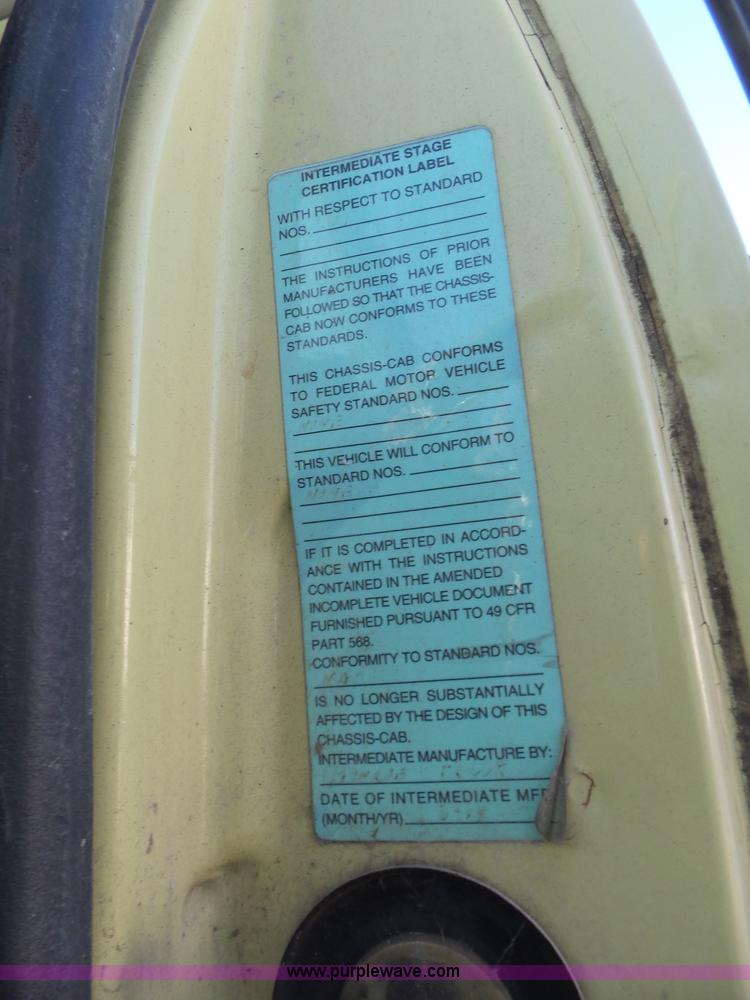 INTERMEDIATE STAGE
CERTIFICATION LABEL
WITH RESPECT TO STANDARD
NOS.
THE INSTRUCTIONS OF PRIOR
MANUFACTURERS HAVE BEEN
FOLLOWED SO THAT THE CHASSIS-
CAB NOW CONFORMS TO THESE
STANDARDS.
THIS CHASSIS-CAB CONFORMS
TO FEDERAL MOTOR VEHICLE
SAFETY STANDARD NOS.
THIS VEHICLE WILL CONFORM TO
STANDARD NOS.
IF IT IS COMPLETED IN ACCORD-
ANCE WITH THE INSTRUCTIONS
CONTAINED IN THE AMENDED
INCOMPLETE VEHICLE DOCUMENT
FURNISHED PURSUANT TO 49 CFR
PART 568.
CONFORMITY TO STANDARD NOS.
IS NO LONGER SUBSTANTIALLY
AFFECTED BY THE DESIGN OF THIS
CHASSIS-CAB.
INTERMEDIATE MANUFACTURE BY:
DATE OF INTERMEDIATE
(MONTH/YR)
www.purplewave.com